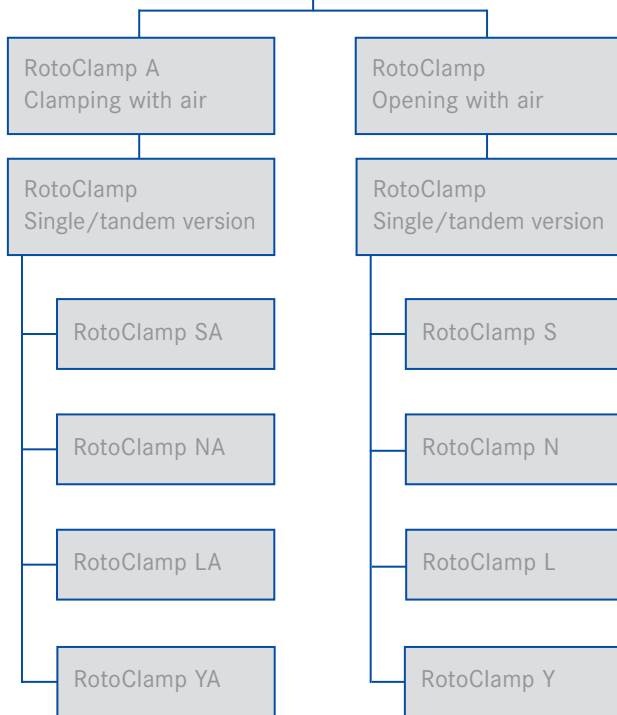 RotoClamp A
Clamping with air
RotoClamp
Single/tandem version
RotoClamp SA
RotoClamp NA
RotoClamp LA
RotoClamp YA
RotoClamp
Opening with air
RotoClamp
Single/tandem version
RotoClamp S
RotoClamp N
RotoClamp L
RotoClamp Y